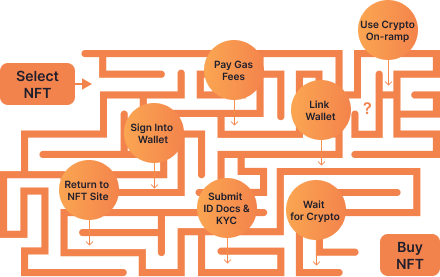 Use Crypto
On-ramp
Pay Gas
Fees
Select
NFT
Link
Wallet
?
Sign Into
Wallet
Return to
NFT Site
Submit
ID Docs &
KYC
Wait
for Crypto
Buy
NFT